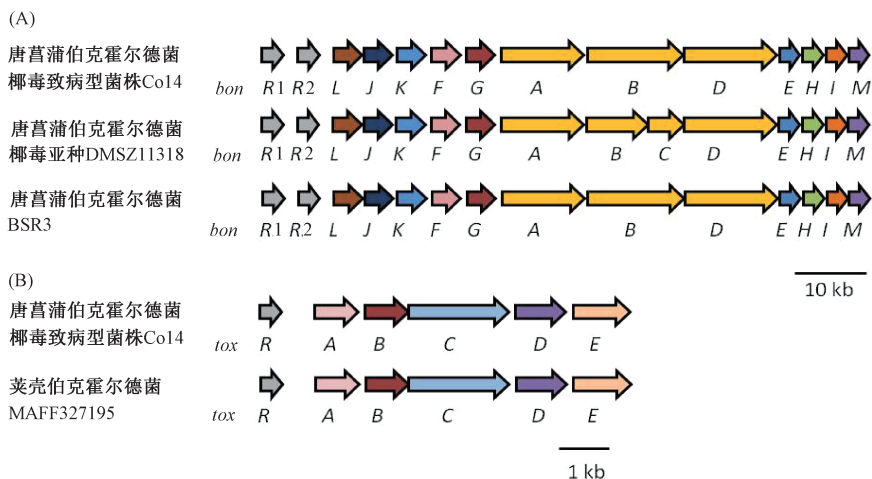 (A)
唐菖蒲伯克霍尔德菌
椰毒致病型菌株Co14
bon R1 R2 L J K F G A B D E H I M
唐菖蒲伯克霍尔德菌
椰毒亚种DMSZ11318
bon R1 R2 L J K F G A B C D E H I M
唐菖蒲伯克霍尔德菌
BSR3
bon R1 R2 L J K F G A B D E H I M
10 kb
(B)
唐菖蒲伯克霍尔德菌
椰毒致病型菌株Co14
tox R A B C D E
荚壳伯克霍尔德菌
MAFF327195
tox R A B C D E
1 kb